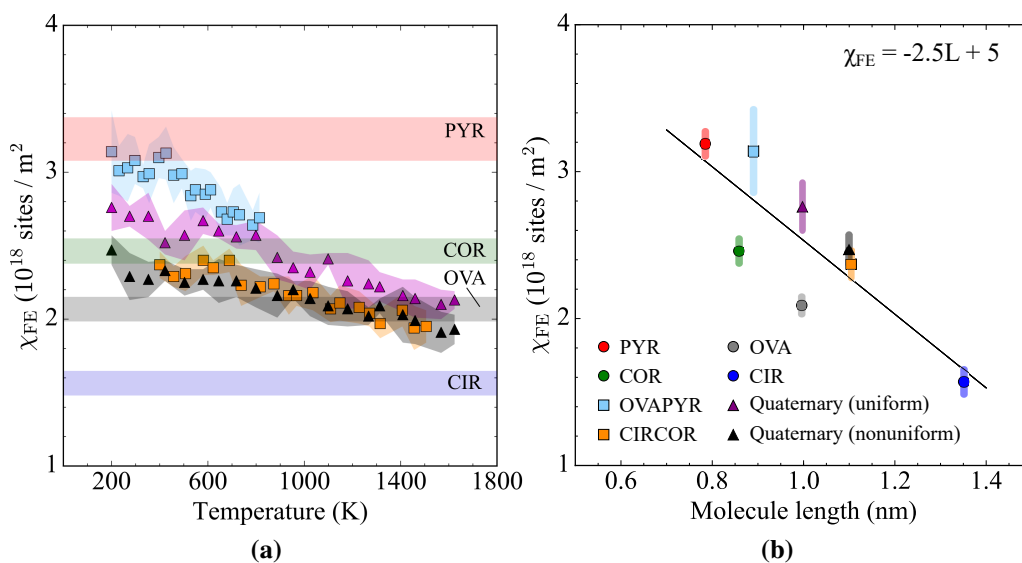 4
3
2
1
χFE (10^18 sites / m^2)
PYR
COR
OVA
CIR
200 600 1000 1400 1800
Temperature (K)
(a)
4
3
2
1
χFE (10^18 sites / m^2)
χFE = -2.5L + 5
PYR OVA
COR CIR
OVAPYR Quaternary (uniform)
CIRCOR Quaternary (nonuniform)
0.6 0.8 1.0 1.2 1.4
Molecule length (nm)
(b)